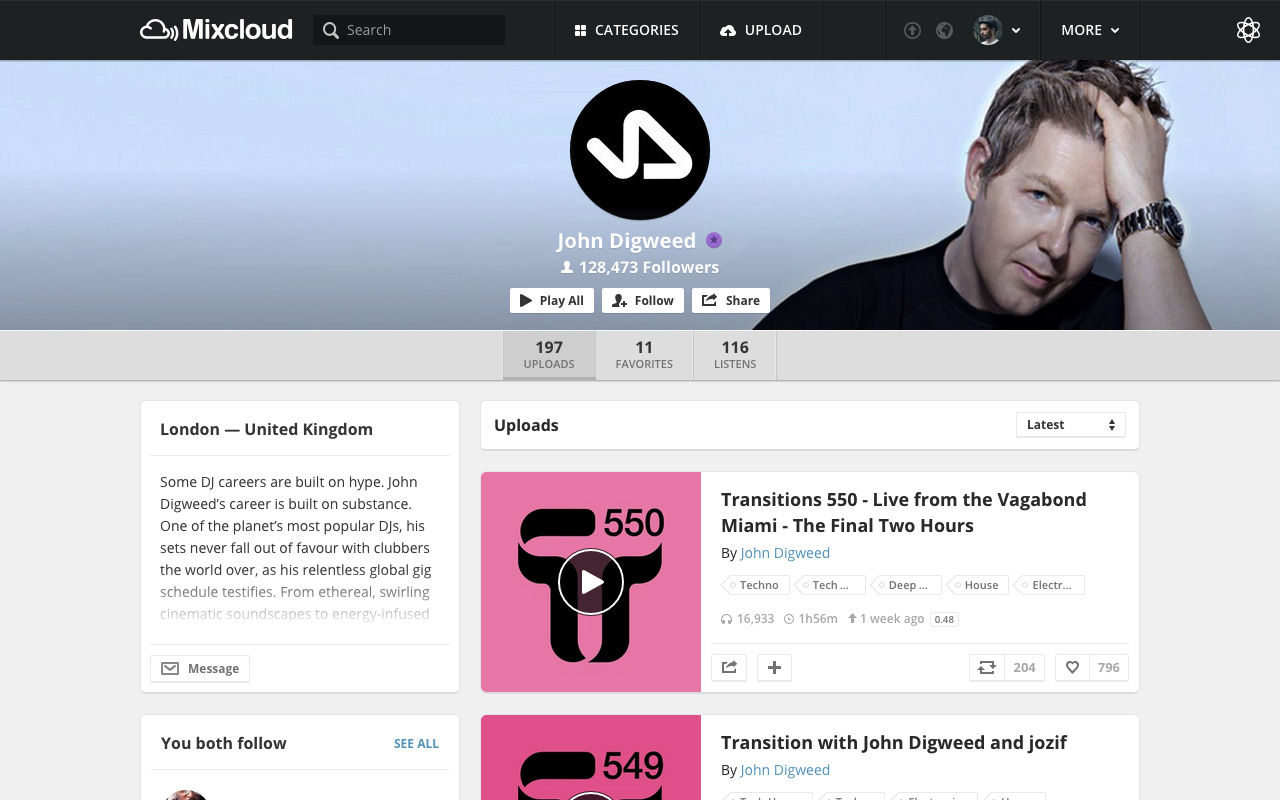 Mixcloud
Search
CATEGORIES
UPLOAD
MORE
John Digweed
128,473 Followers
Play All
Follow
Share
197
UPLOADS
11
FAVORITES
116
LISTENS
London — United Kingdom
Some DJ careers are built on hype. John
Digweed’s career is built on substance.
One of the planet’s most popular DJs, his
sets never fall out of favour with clubbers
the world over, as his relentless global gig
schedule testifies. From ethereal, swirling
cinematic soundscapes to energy-infused
Message
You both follow
SEE ALL
Uploads
Latest
550
Transitions 550 - Live from the Vagabond
Miami - The Final Two Hours
By John Digweed
Techno
Tech ...
Deep ...
House
Electr...
16,933
1h56m
1 week ago
0.48
204
796
549
Transition with John Digweed and jozif
By John Digweed